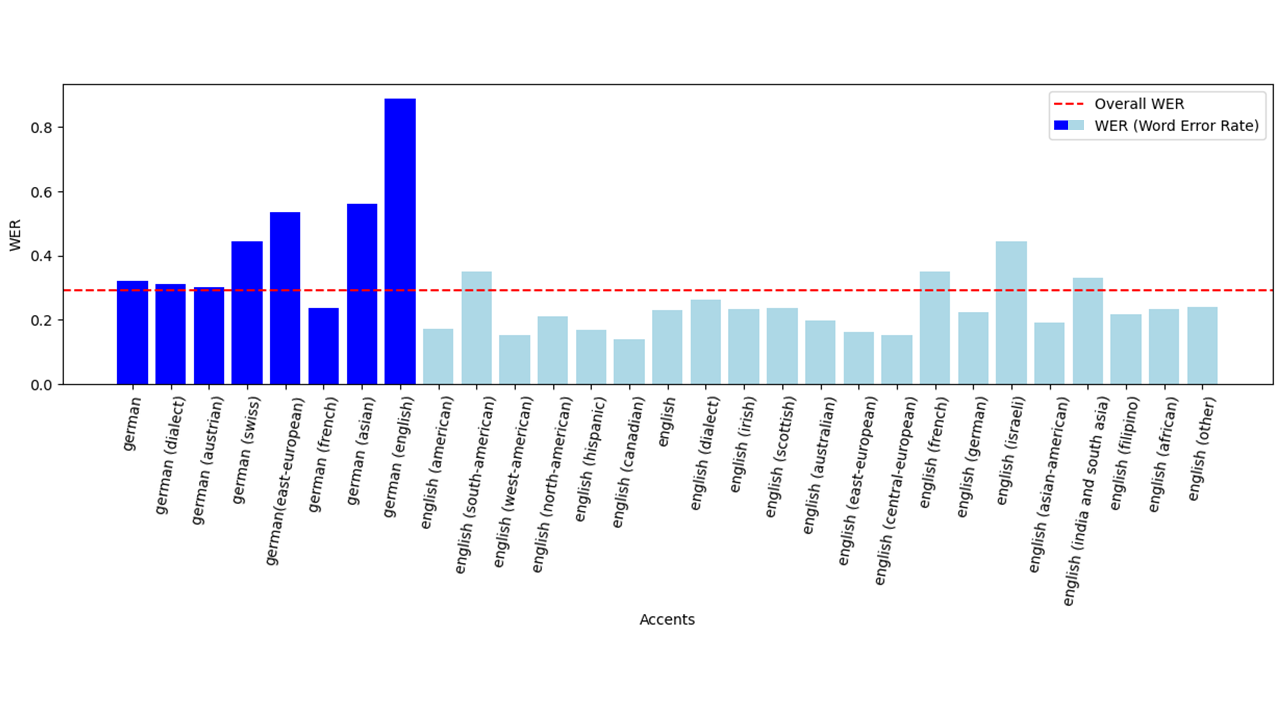 Overall WER
WER (Word Error Rate)
WER
0.8
0.6
0.4
0.2
0.0
german
german (dialect)
german (austrian)
german (swiss)
german(east-european)
german (french)
german (asian)
german (english)
english (american)
english (south-american)
english (west-american)
english (north-american)
english (hispanic)
english (canadian)
english
english (dialect)
english (irish)
english (scottish)
english (australian)
english (east-european)
english (central-european)
english (french)
english (german)
english (israeli)
english (asian-american)
english (india and south asia)
english (filipino)
english (african)
english (other)
Accents